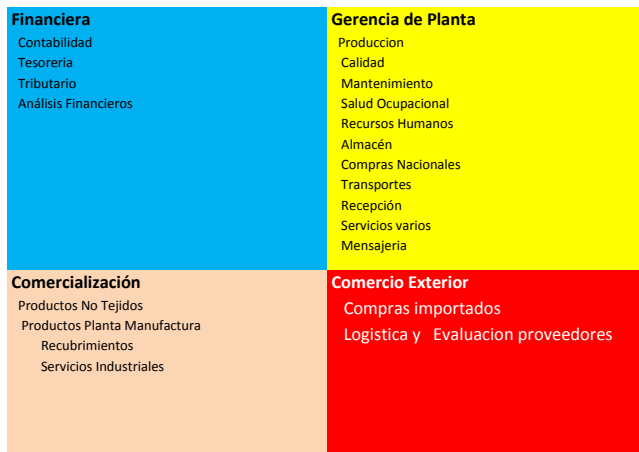 Financiera
Contabilidad
Tesoreria
Tributario
Análisis Financieros
Gerencia de Planta
Produccion
Calidad
Mantenimiento
Salud Ocupacional
Recursos Humanos
Almacén
Compras Nacionales
Transportes
Recepción
Servicios varios
Mensajeria
Comercialización
Productos No Tejidos
Productos Planta Manufactura
Recubrimientos
Servicios Industriales
Comercio Exterior
Compras importados
Logistica y Evaluacion proveedores